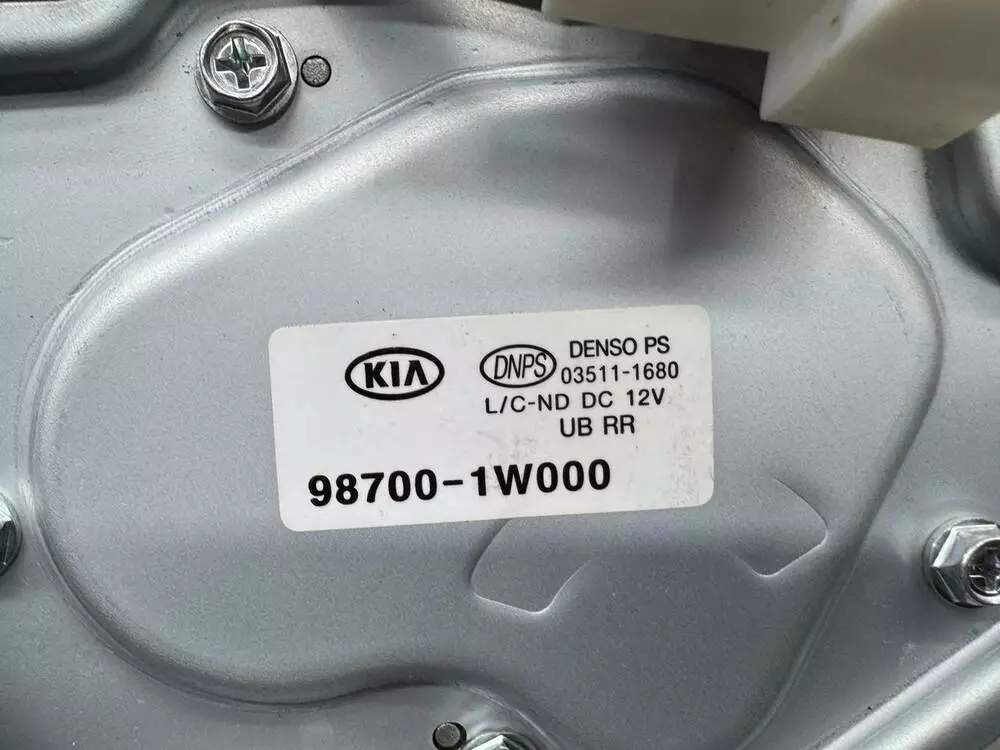 KIA DNPS DENSO PS
03511-1680
L/C-ND DC 12V
UB RR
98700-1W000